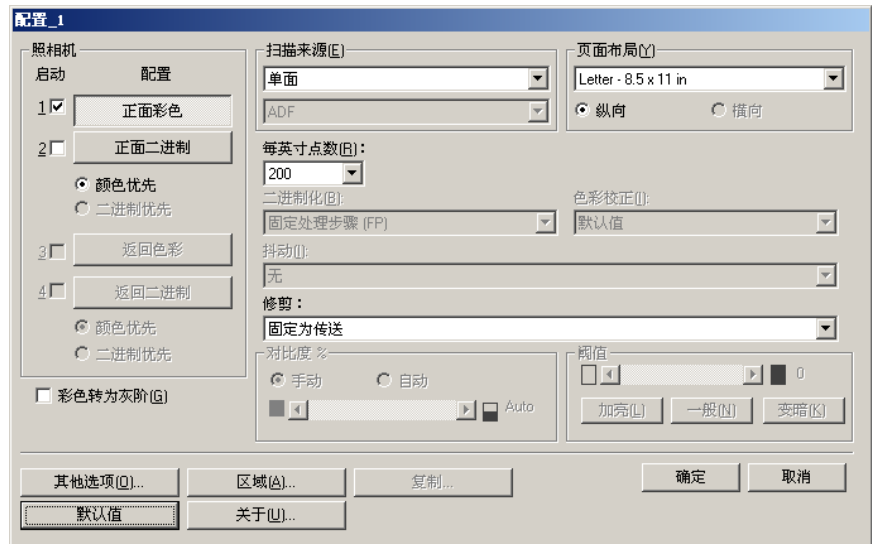 配置_1
照相机
启动 配置
1 正面彩色
2 正面二进制
颜色优先
二进制优先
3 返回色彩
4 返回二进制
颜色优先
二进制优先
彩色转为灰阶(G)
扫描来源(E)
单面
ADF
页面布局(Y)
Letter - 8.5 x 11 in
纵向 横向
每英寸点数(R):
200
二进制化(B): 色彩校正(I):
固定处理步骤 (FP) 默认值
抖动(I):
无
修剪:
固定为传送
对比度 %
手动 自动
Auto
阈值
0
加亮(L) 一般(N) 变暗(K)
其他选项(O)... 区域(A)... 复制... 确定 取消
默认值 关于(U)...